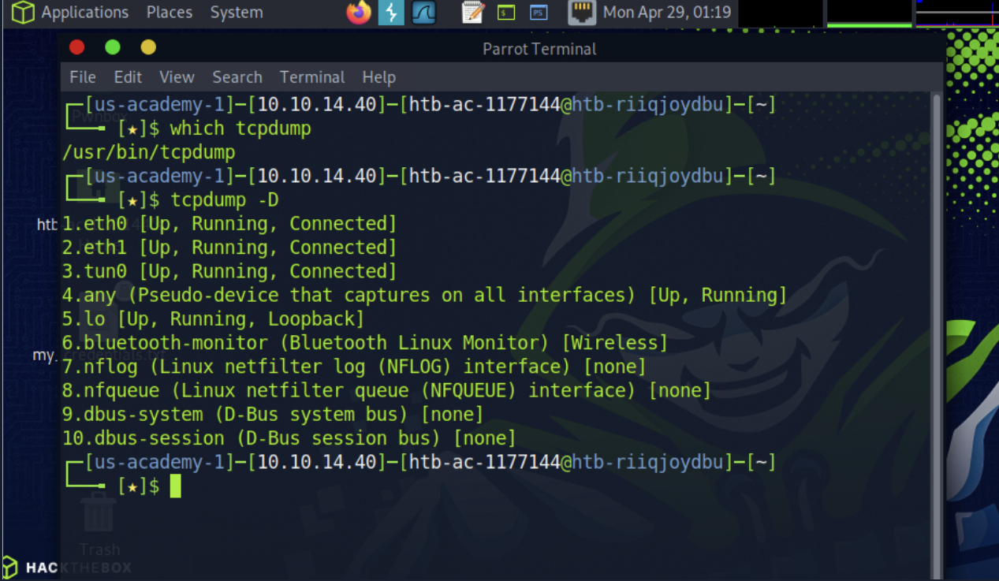 Applications Places System Mon Apr 29, 01:19
Parrot Terminal
File Edit View Search Terminal Help
┌─[us-academy-1]─[10.10.14.40]─[htb-ac-1177144@htb-riiqjoydbu]─[~]
└──╼ [★]$ which tcpdump
/usr/bin/tcpdump
┌─[us-academy-1]─[10.10.14.40]─[htb-ac-1177144@htb-riiqjoydbu]─[~]
└──╼ [★]$ tcpdump -D
1.eth0 [Up, Running, Connected]
2.eth1 [Up, Running, Connected]
3.tun0 [Up, Running, Connected]
4.any (Pseudo-device that captures on all interfaces) [Up, Running]
5.lo [Up, Running, Loopback]
6.bluetooth-monitor (Bluetooth Linux Monitor) [Wireless]
7.nflog (Linux netfilter log (NFLOG) interface) [none]
8.nfqueue (Linux netfilter queue (NFQUEUE) interface) [none]
9.dbus-system (D-Bus system bus) [none]
10.dbus-session (D-Bus session bus) [none]
┌─[us-academy-1]─[10.10.14.40]─[htb-ac-1177144@htb-riiqjoydbu]─[~]
└──╼ [★]$
Trash
HACKTHEBOX